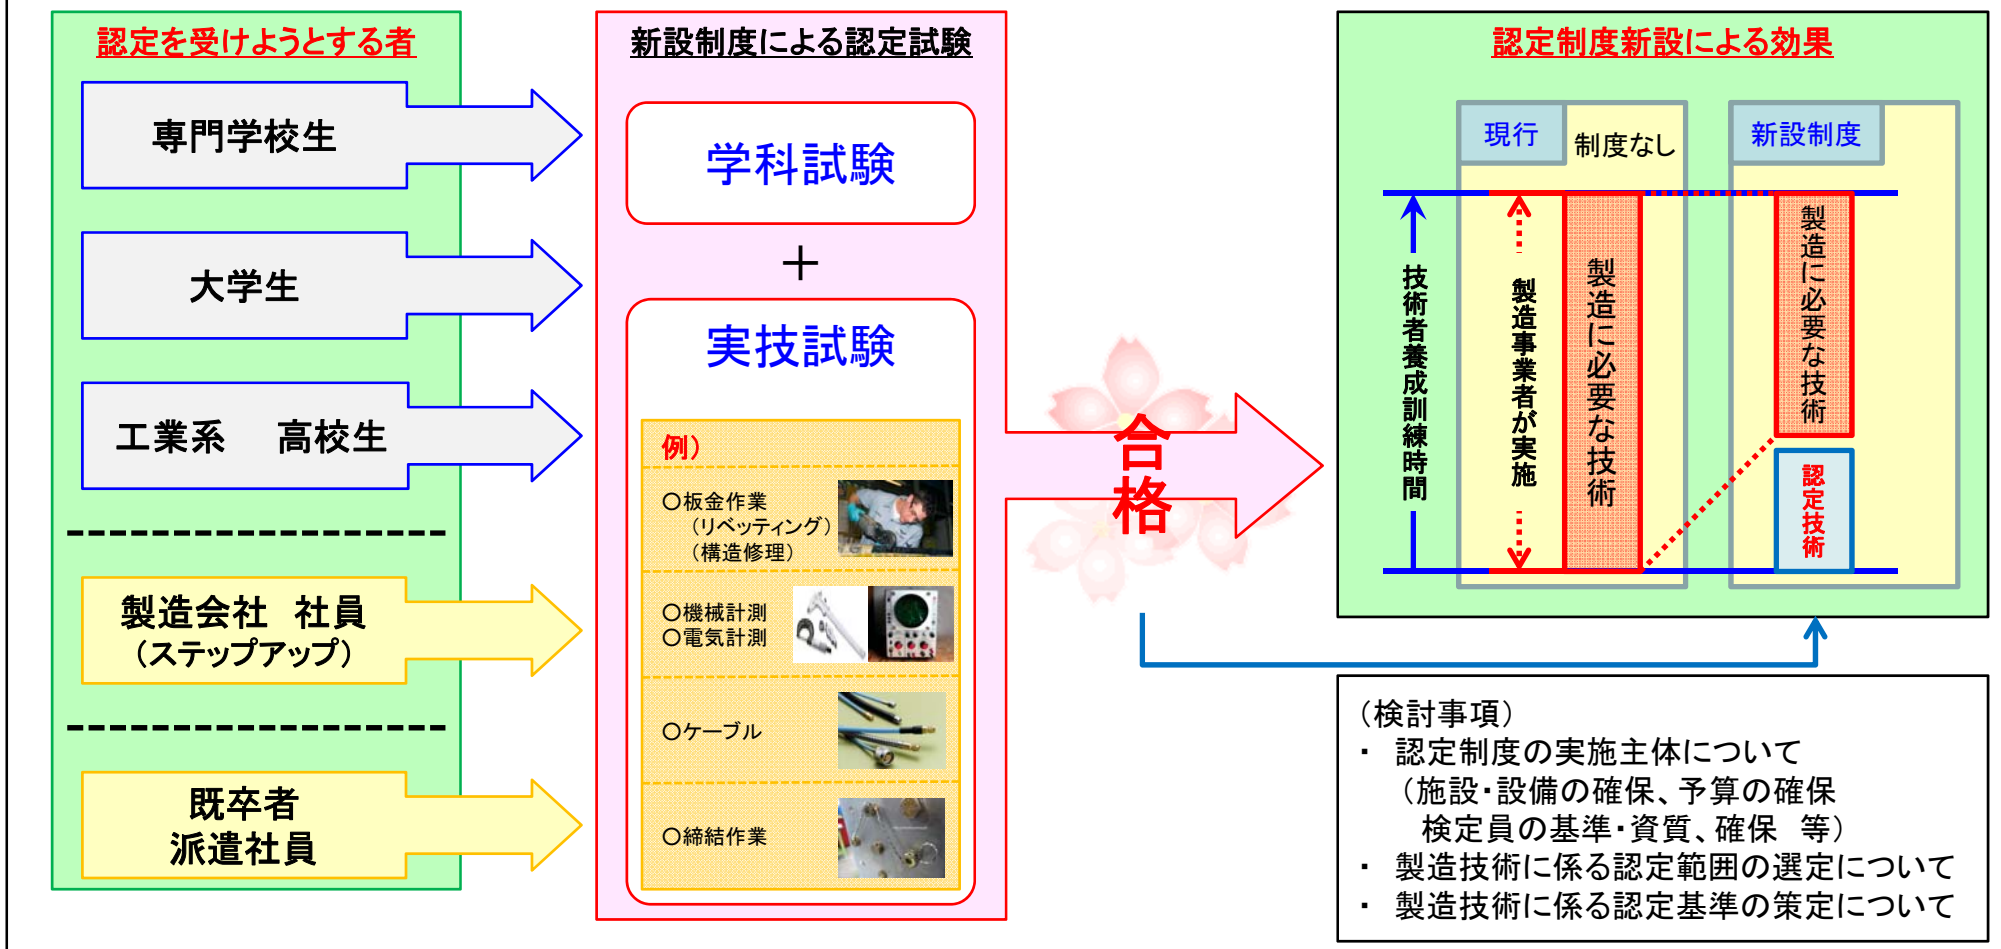 認定を受けようとする者
専門学校生
大学生
工業系　高校生
製造会社　社員
（ステップアップ）
既卒者
派遣社員
新設制度による認定試験
学科試験
＋
実技試験
例）
○板金作業
（リベッティング）
（構造修理）
○機械計測
○電気計測
○ケーブル
○締結作業
合格
認定制度新設による効果
現行
制度なし
新設制度
技術者養成訓練時間
製造事業者が実施
製造に必要な技術
製造に必要な技術
認定技術
（検討事項）
・　認定制度の実施主体について
（施設・設備の確保、予算の確保
検定員の基準・資質、確保　等）
・　製造技術に係る認定範囲の選定について
・　製造技術に係る認定基準の策定について